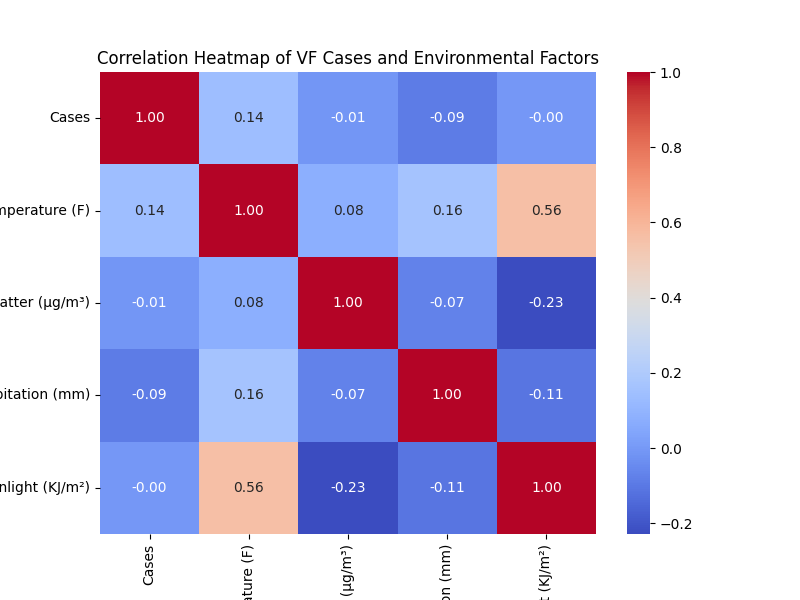 Correlation Heatmap of VF Cases and Environmental Factors
Cases 1.00 0.14 -0.01 -0.09 -0.00
mperature (F) 0.14 1.00 0.08 0.16 0.56
atter (µg/m³) -0.01 0.08 1.00 -0.07 -0.23
pitation (mm) -0.09 0.16 -0.07 1.00 -0.11
nlight (KJ/m²) -0.00 0.56 -0.23 -0.11 1.00
Cases
ature (F)
(µg/m³)
on (mm)
t (KJ/m²)
1.0
0.8
0.6
0.4
0.2
0.0
−0.2